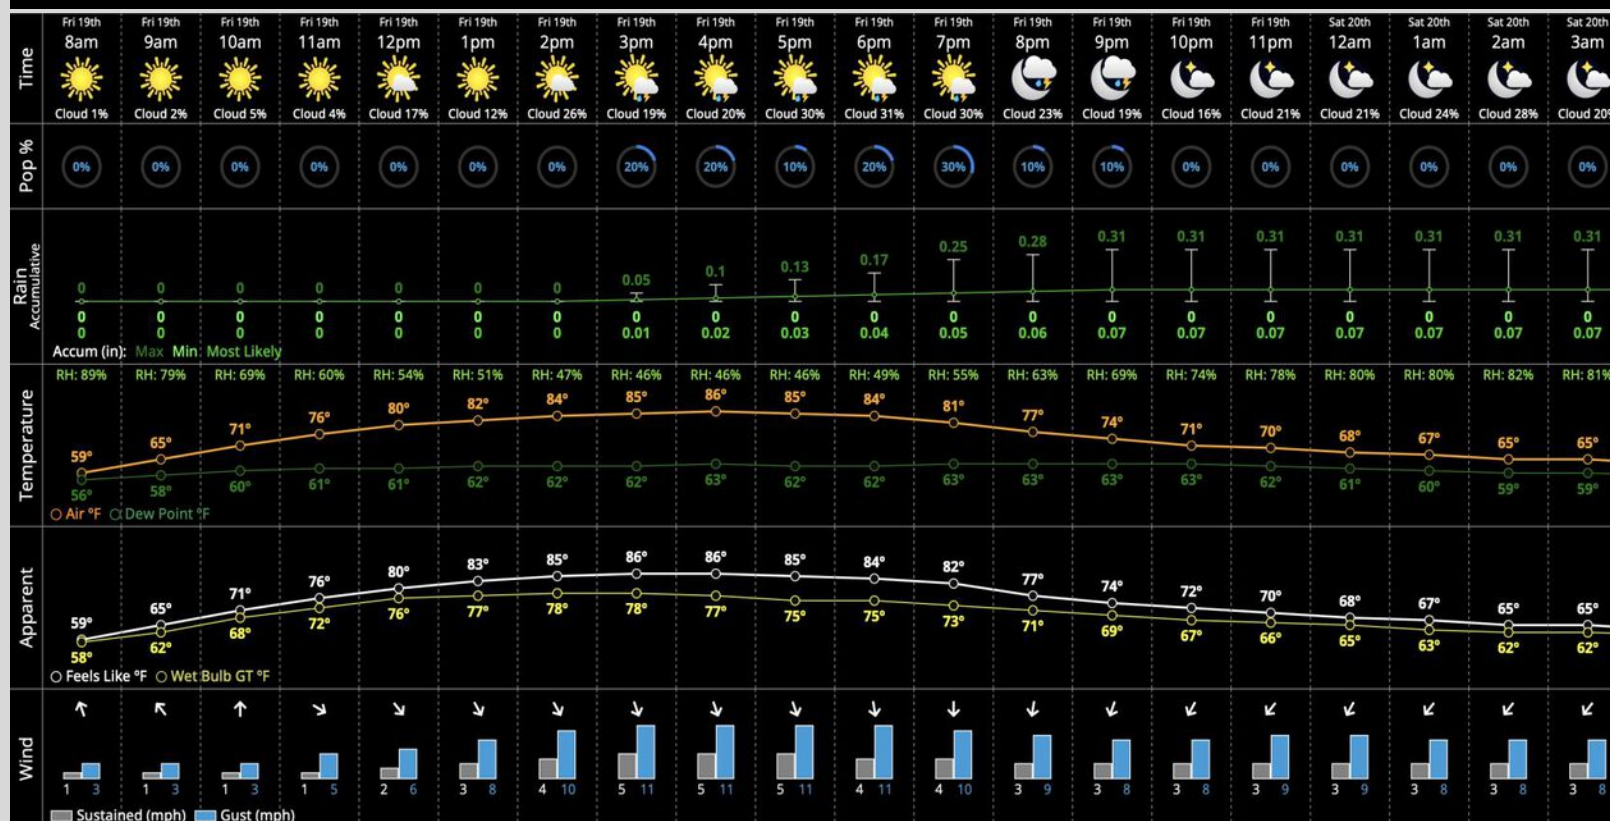 Time
Fri 19th Fri 19th Fri 19th Fri 19th Fri 19th Fri 19th Fri 19th Fri 19th Fri 19th Fri 19th Fri 19th Fri 19th Fri 19th Fri 19th Fri 19th Fri 19th Sat 20th Sat 20th Sat 20th Sat 20th
8am 9am 10am 11am 12pm 1pm 2pm 3pm 4pm 5pm 6pm 7pm 8pm 9pm 10pm 11pm 12am 1am 2am 3am
Cloud 1% Cloud 2% Cloud 5% Cloud 4% Cloud 17% Cloud 12% Cloud 26% Cloud 19% Cloud 20% Cloud 30% Cloud 31% Cloud 30% Cloud 23% Cloud 19% Cloud 16% Cloud 21% Cloud 21% Cloud 24% Cloud 28% Cloud 20%
Pop %
0% 0% 0% 0% 0% 0% 0% 20% 20% 10% 20% 30% 10% 10% 0% 0% 0% 0% 0% 0%
Rain
Accumulative
0 0 0 0 0 0 0 0.05 0.1 0.13 0.17 0.25 0.28 0.31 0.31 0.31 0.31 0.31 0.31 0.31
0 0 0 0 0 0 0 0 0 0 0 0 0 0 0 0 0 0 0 0
0 0 0 0 0 0 0 0.01 0.02 0.03 0.04 0.05 0.06 0.07 0.07 0.07 0.07 0.07 0.07 0.07
Accum (in): Max Min Most Likely
Temperature
RH: 89% RH: 79% RH: 69% RH: 60% RH: 54% RH: 51% RH: 47% RH: 46% RH: 46% RH: 46% RH: 49% RH: 55% RH: 63% RH: 69% RH: 74% RH: 78% RH: 80% RH: 80% RH: 82% RH: 81%
59° 65° 71° 76° 80° 82° 84° 85° 86° 85° 84° 81° 77° 74° 71° 70° 68° 67° 65° 65°
56° 58° 60° 61° 61° 62° 62° 62° 63° 62° 62° 63° 63° 63° 63° 62° 61° 60° 59° 59°
Air °F Dew Point °F
Apparent
59° 65° 71° 76° 80° 83° 85° 86° 86° 85° 84° 82° 77° 74° 72° 70° 68° 67° 65° 65°
58° 62° 68° 72° 76° 77° 78° 78° 77° 75° 75° 73° 71° 69° 67° 66° 65° 63° 62° 62°
Feels Like °F Wet Bulb GT °F
Wind
1 3 1 3 1 3 1 5 2 6 3 8 4 10 5 11 5 11 5 11 4 11 4 10 3 9 3 8 3 8 3 9 3 9 3 8 3 8 3 8
Sustained (mph) Gust (mph)